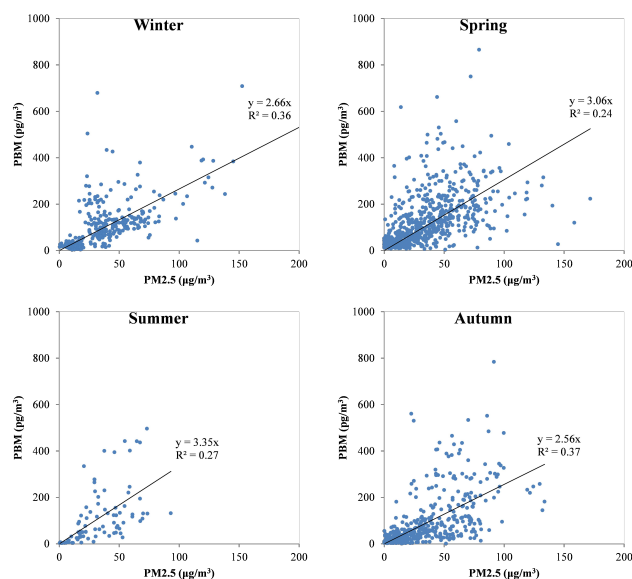 Winter
1000
800
600
400
200
0
0 50 100 150 200
PBM (pg/m³)
PM2.5 (μg/m³)
y = 2.66x
R² = 0.36
Spring
1000
800
600
400
200
0
0 50 100 150 200
PBM (pg/m³)
PM2.5 (μg/m³)
y = 3.06x
R² = 0.24
Summer
1000
800
600
400
200
0
0 50 100 150 200
PBM (pg/m³)
PM2.5 (μg/m³)
y = 3.35x
R² = 0.27
Autumn
1000
800
600
400
200
0
0 50 100 150 200
PBM (pg/m³)
PM2.5 (μg/m³)
y = 2.56x
R² = 0.37